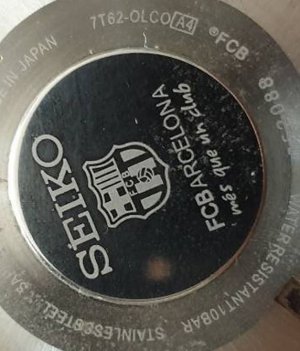 SEIKO
FCB
FCBARCELONA
més que un club
7T62-0LC0 A4
®FCB
IN JAPAN
WATER RESISTANT 10BAR
STAINLESS STEEL